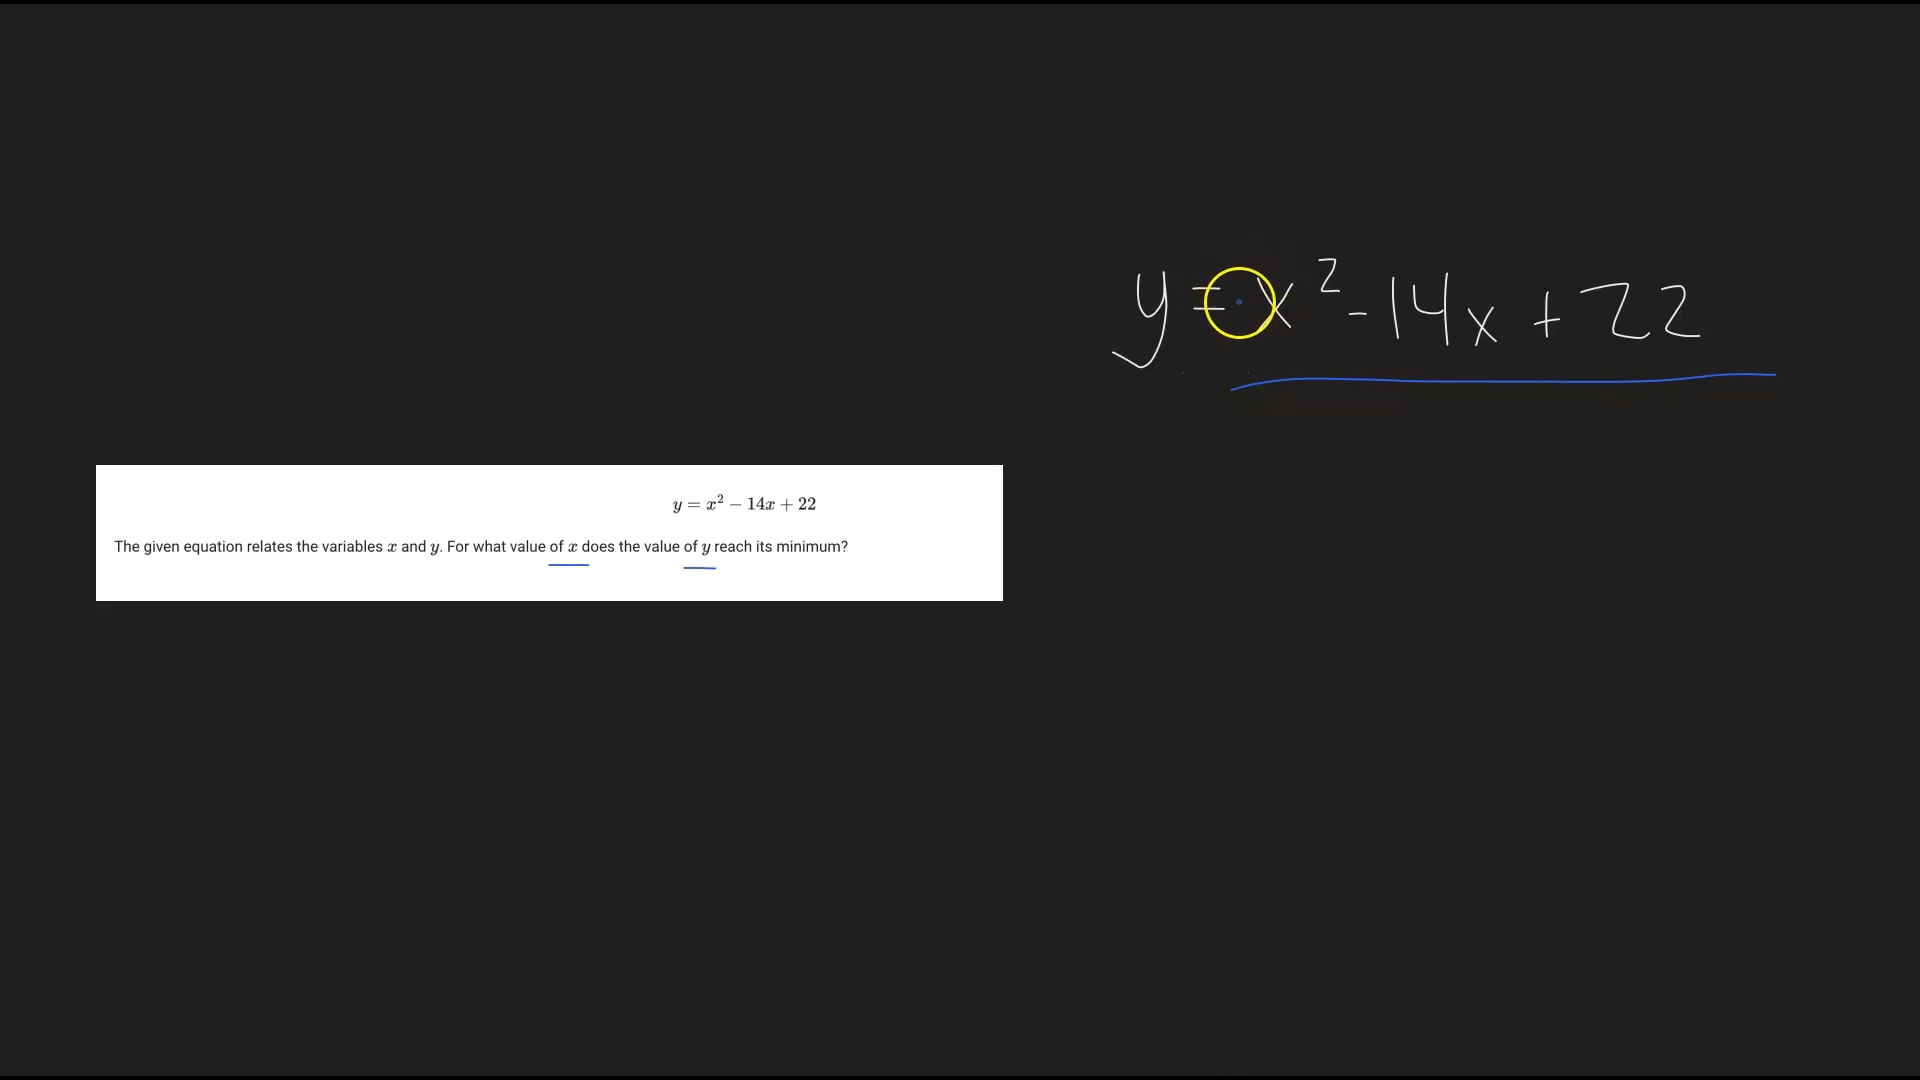 y = x² - 14x + 22
y = x² − 14x + 22
The given equation relates the variables x and y. For what value of x does the value of y reach its minimum?